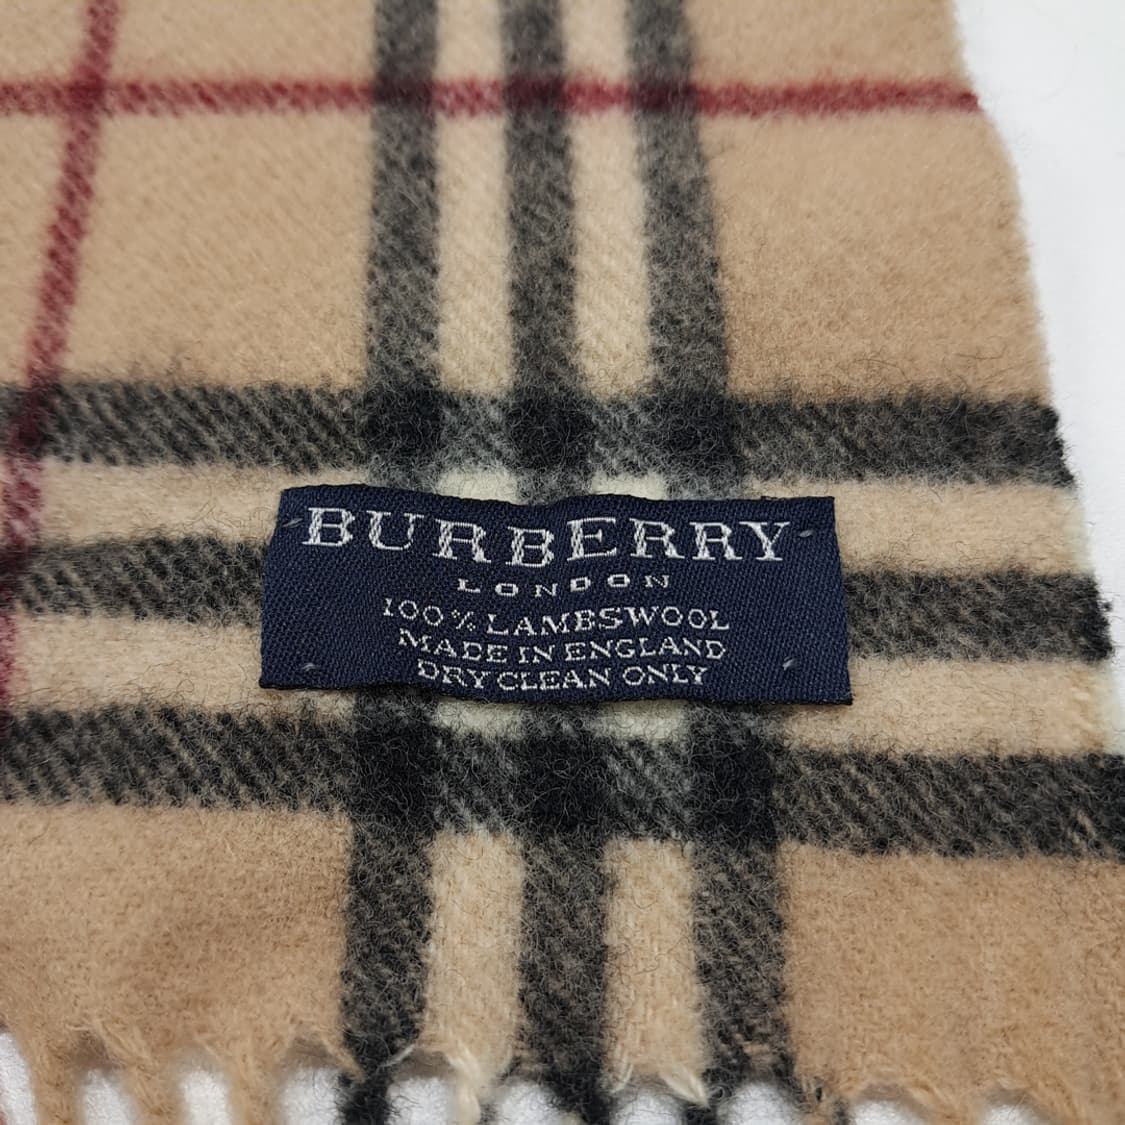 BURBERRY
LONDON
100% LAMBSWOOL
MADE IN ENGLAND
DRY CLEAN ONLY